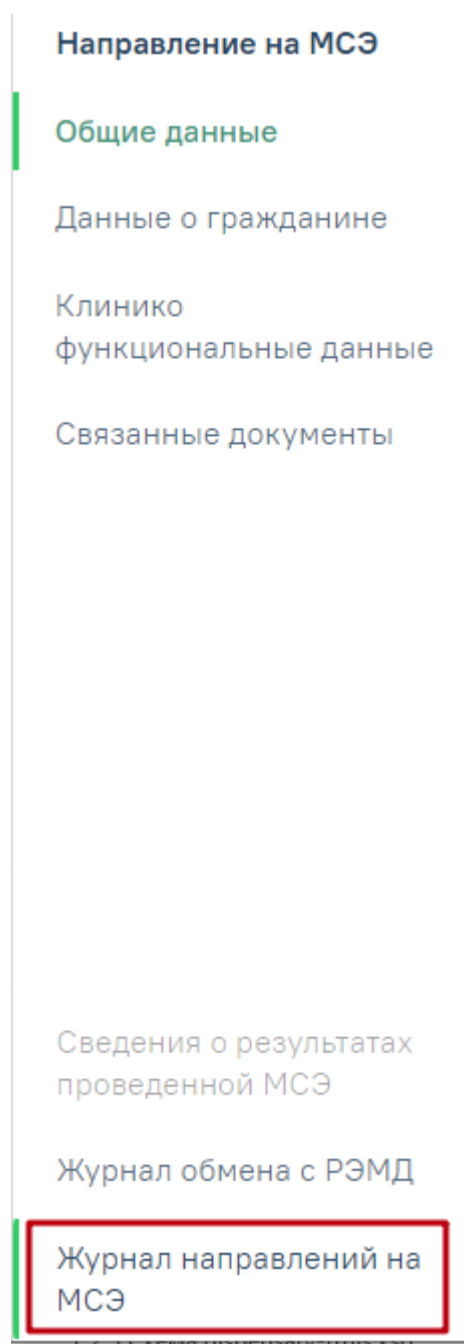 Направление на МСЭ
Общие данные
Данные о гражданине
Клинико
функциональные данные
Связанные документы
Сведения о результатах
проведенной МСЭ
Журнал обмена с РЭМД
Журнал направлений на
МСЭ